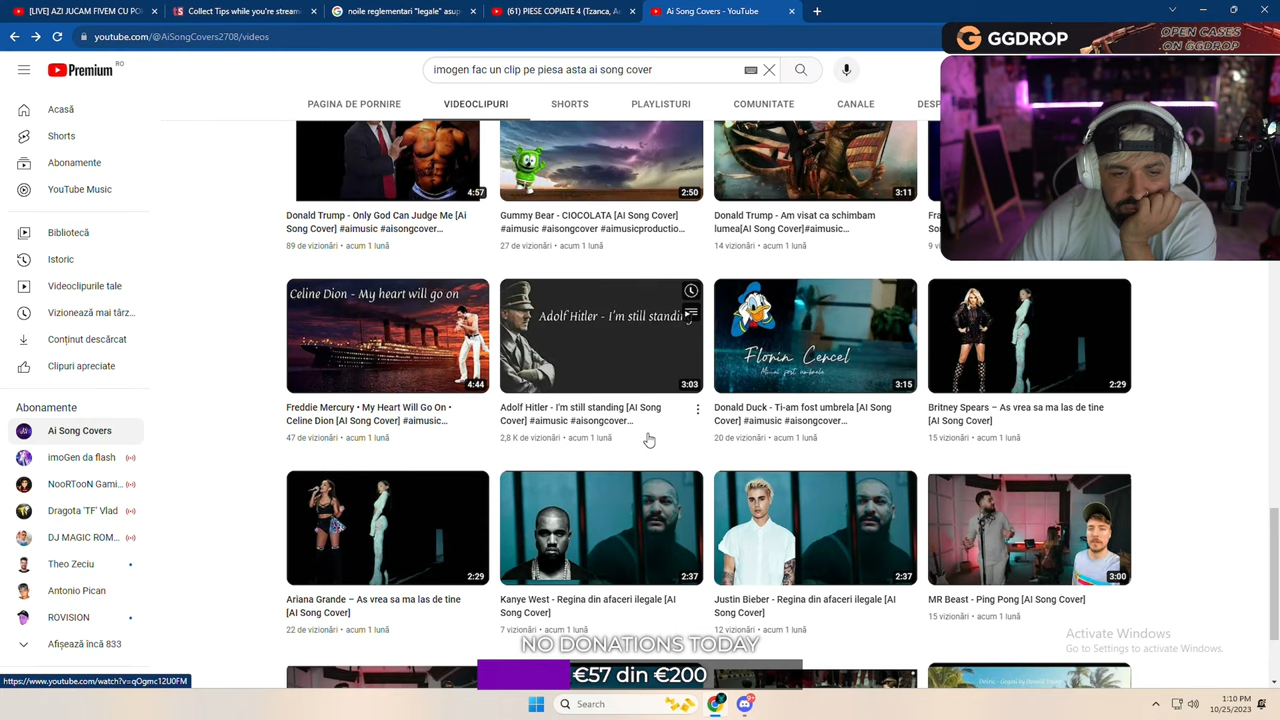 [LIVE] AZI JUCAM FIVEM CU PO
Collect Tips while you're stream
noile reglementari "legale" asup
(61) PIESE COPIATE 4 (Tzanca, A
Ai Song Covers - YouTube
youtube.com/@AiSongCovers2708/videos
GGDROP
OPEN CASES
ON GGDROP
Premium
RO
imogen fac un clip pe piesa asta ai song cover
PAGINA DE PORNIRE
VIDEOCLIPURI
SHORTS
PLAYLISTURI
COMUNITATE
CANALE
DESP
Acasă
Shorts
Abonamente
YouTube Music
Bibliotecă
Istoric
Videoclipurile tale
Vizionează mai târz...
Conținut descărcat
Clipuri apreciate
Abonamente
Ai Song Covers
imoGen da flash
NooRTooN Gami...
Dragota 'TF' Vlad
DJ MAGIC ROM...
Theo Zeciu
Antonio Pican
ROVISION
Afișează încă 833
4:57
2:50
3:11
Donald Trump - Only God Can Judge Me [Ai
Song Cover] #aimusic #aisongcover...
89 de vizionări • acum 1 lună
Gummy Bear - CIOCOLATA [AI Song Cover]
#aimusic #aisongcover #aimusicproductio...
27 de vizionări • acum 1 lună
Donald Trump - Am visat ca schimbam
lumea[AI Song Cover]#aimusic...
14 vizionări • acum 1 lună
Fra
Son
9 vi
Celine Dion - My heart will go on
4:44
Adolf Hitler - I'm still standing
3:03
Florin Cercel
Mi-ai fost umbrela
3:15
2:29
Freddie Mercury • My Heart Will Go On •
Celine Dion [AI Song Cover] #aimusic...
47 de vizionări • acum 1 lună
Adolf Hitler - I'm still standing [AI Song
Cover] #aimusic #aisongcover...
2,8 K de vizionări • acum 1 lună
Donald Duck - Ti-am fost umbrela [AI Song
Cover] #aimusic #aisongcover...
20 de vizionări • acum 1 lună
Britney Spears – As vrea sa ma las de tine
[AI Song Cover]
15 vizionări • acum 1 lună
2:29
2:37
2:37
3:00
Ariana Grande – As vrea sa ma las de tine
[AI Song Cover]
22 de vizionări • acum 1 lună
Kanye West - Regina din afaceri ilegale [AI
Song Cover]
7 vizionări • acum 1 lună
Justin Bieber - Regina din afaceri ilegale [AI
Song Cover]
12 vizionări • acum 1 lună
MR Beast - Ping Pong [AI Song Cover]
15 vizionări • acum 1 lună
NO DONATIONS TODAY
€57 din €200
Activate Windows
Go to Settings to activate Windows.
https://www.youtube.com/watch?v=qOgmc12U0FM
Search
1:10 PM
10/25/2023